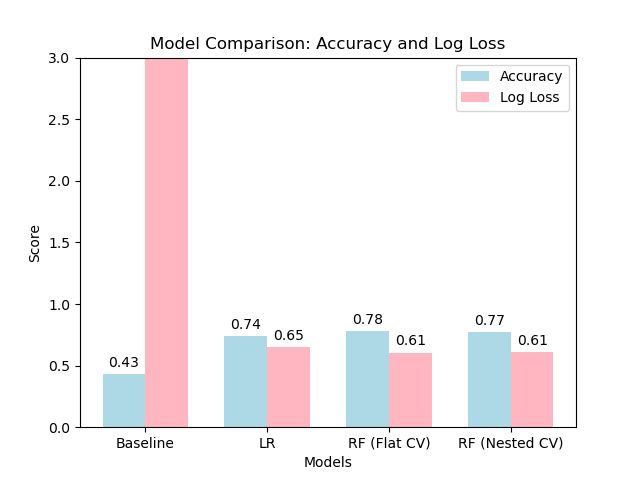 Model Comparison: Accuracy and Log Loss
3.0
2.5
2.0
1.5
1.0
0.5
0.0
Score
Accuracy
Log Loss
0.43
0.74
0.65
0.78
0.61
0.77
0.61
Baseline
LR
RF (Flat CV)
RF (Nested CV)
Models